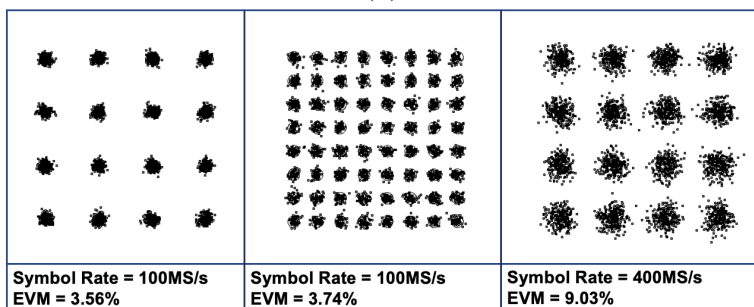 Symbol Rate = 100MS/s
EVM = 3.56%
Symbol Rate = 100MS/s
EVM = 3.74%
Symbol Rate = 400MS/s
EVM = 9.03%